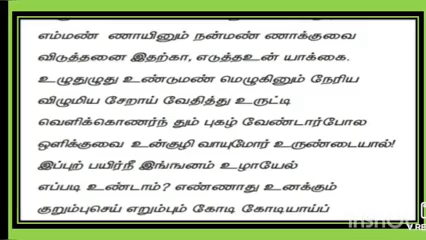 எம்மண் ணாயினும் நன்மண் ணாக்குவை
விடுத்தனை இதற்கா, எடுத்தஉன் யாக்கை.
உழுதுழுது உண்டுமண் மெழுகினும் நேரிய
விழுமிய சேறாய் வேதித்து உருட்டி
வெளிக்கொணர்ந் தும் புகழ் வேண்டார்போல
ஒளிக்குவை உன்குழி வாயுமோர் உருண்டையால்!
இப்புற் பயிர்நீ இங்ஙனம் உழாயேல்
எப்படி உண்டாம்? எண்ணாது உனக்கும்
குறும்புசெய் எறும்பும் கோடி கோடியாய்ப்